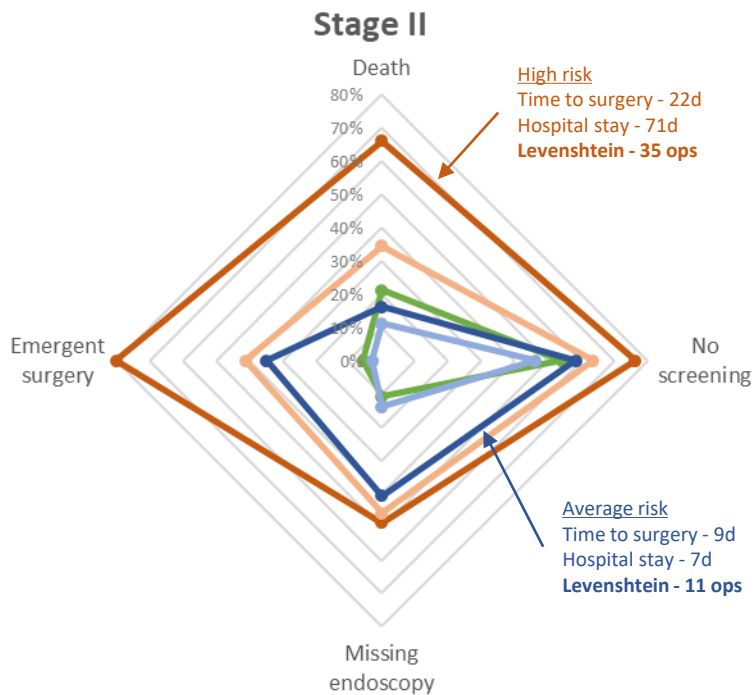 Stage II
Death
80%
70%
60%
50%
40%
30%
20%
10%
0%
High risk
Time to surgery - 22d
Hospital stay - 71d
Levenshtein - 35 ops
Emergent
surgery
No
screening
Average risk
Time to surgery - 9d
Hospital stay - 7d
Levenshtein - 11 ops
Missing
endoscopy